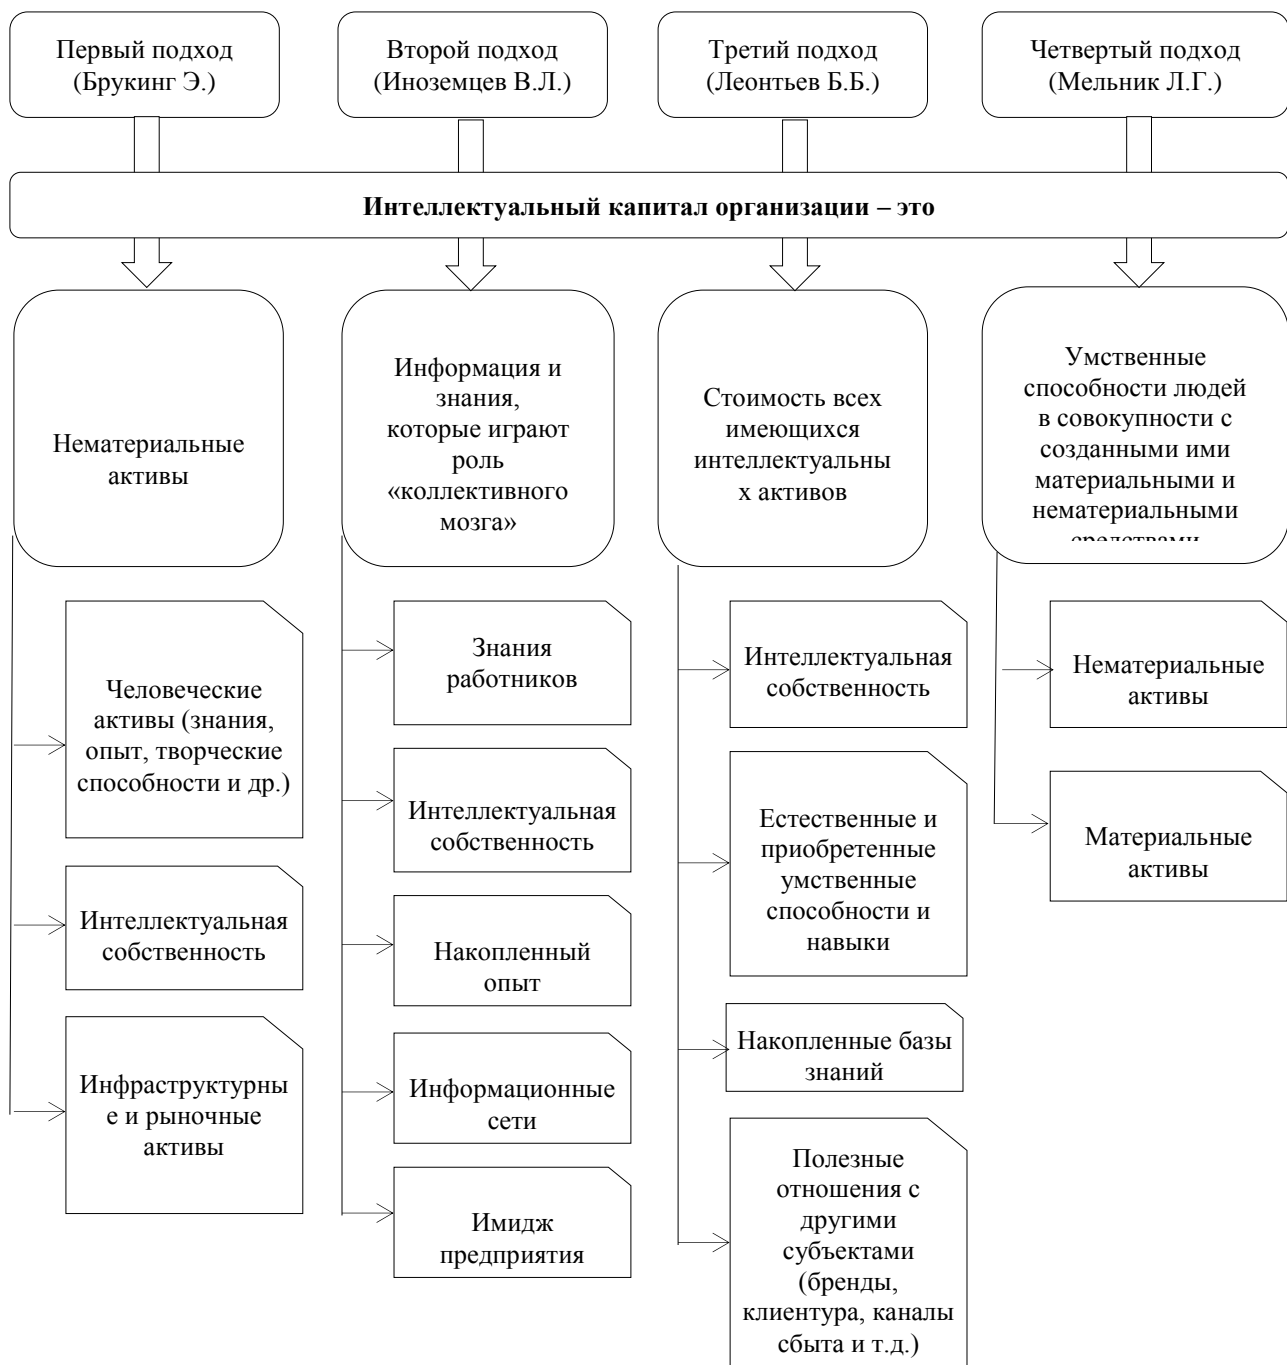 Первый подход
(Брукинг Э.)
Второй подход
(Иноземцев В.Л.)
Третий подход
(Леонтьев Б.Б.)
Четвертый подход
(Мельник Л.Г.)
Интеллектуальный капитал организации – это
Нематериальные
активы
Информация и
знания,
которые играют
роль
«коллективного
мозга»
Стоимость всех
имеющихся
интеллектуальны
х активов
Умственные
способности людей
в совокупности с
созданными ими
материальными и
нематериальными
средствами
Человеческие
активы (знания,
опыт, творческие
способности и др.)
Интеллектуальная
собственность
Инфраструктурны
е и рыночные
активы
Знания
работников
Интеллектуальная
собственность
Накопленный
опыт
Информационные
сети
Имидж
предприятия
Интеллектуальная
собственность
Естественные и
приобретенные
умственные
способности и
навыки
Накопленные базы
знаний
Полезные
отношения с
другими
субъектами
(бренды,
клиентура, каналы
сбыта и т.д.)
Нематериальные
активы
Материальные
активы